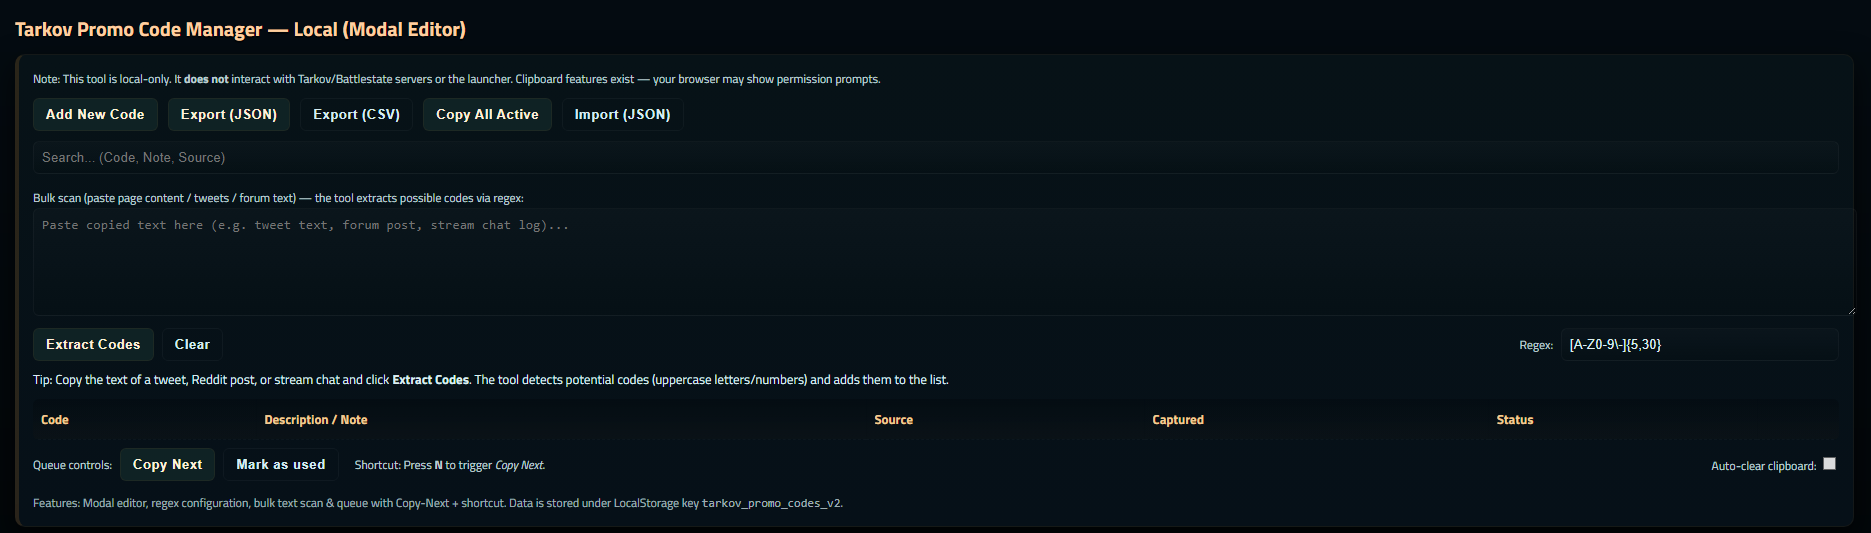 Tarkov Promo Code Manager — Local (Modal Editor)
Note: This tool is local-only. It does not interact with Tarkov/Battlestate servers or the launcher. Clipboard features exist — your browser may show permission prompts.
Add New Code Export (JSON) Export (CSV) Copy All Active Import (JSON)
Search... (Code, Note, Source)
Bulk scan (paste page content / tweets / forum text) — the tool extracts possible codes via regex:
Paste copied text here (e.g. tweet text, forum post, stream chat log)...
Extract Codes Clear Regex: [A-Z0-9\-]{5,30}
Tip: Copy the text of a tweet, Reddit post, or stream chat and click Extract Codes. The tool detects potential codes (uppercase letters/numbers) and adds them to the list.
Code Description / Note Source Captured Status
Queue controls: Copy Next Mark as used Shortcut: Press N to trigger Copy Next. Auto-clear clipboard:
Features: Modal editor, regex configuration, bulk text scan & queue with Copy-Next + shortcut. Data is stored under LocalStorage key tarkov_promo_codes_v2.